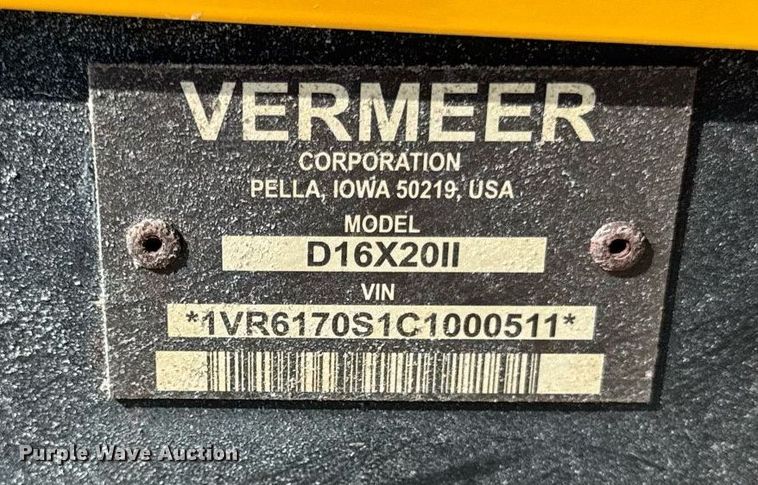 VERMEER
CORPORATION
PELLA, IOWA 50219, USA
MODEL
D16X20II
VIN
*1VR6170S1C1000511*
Purple Wave Auction